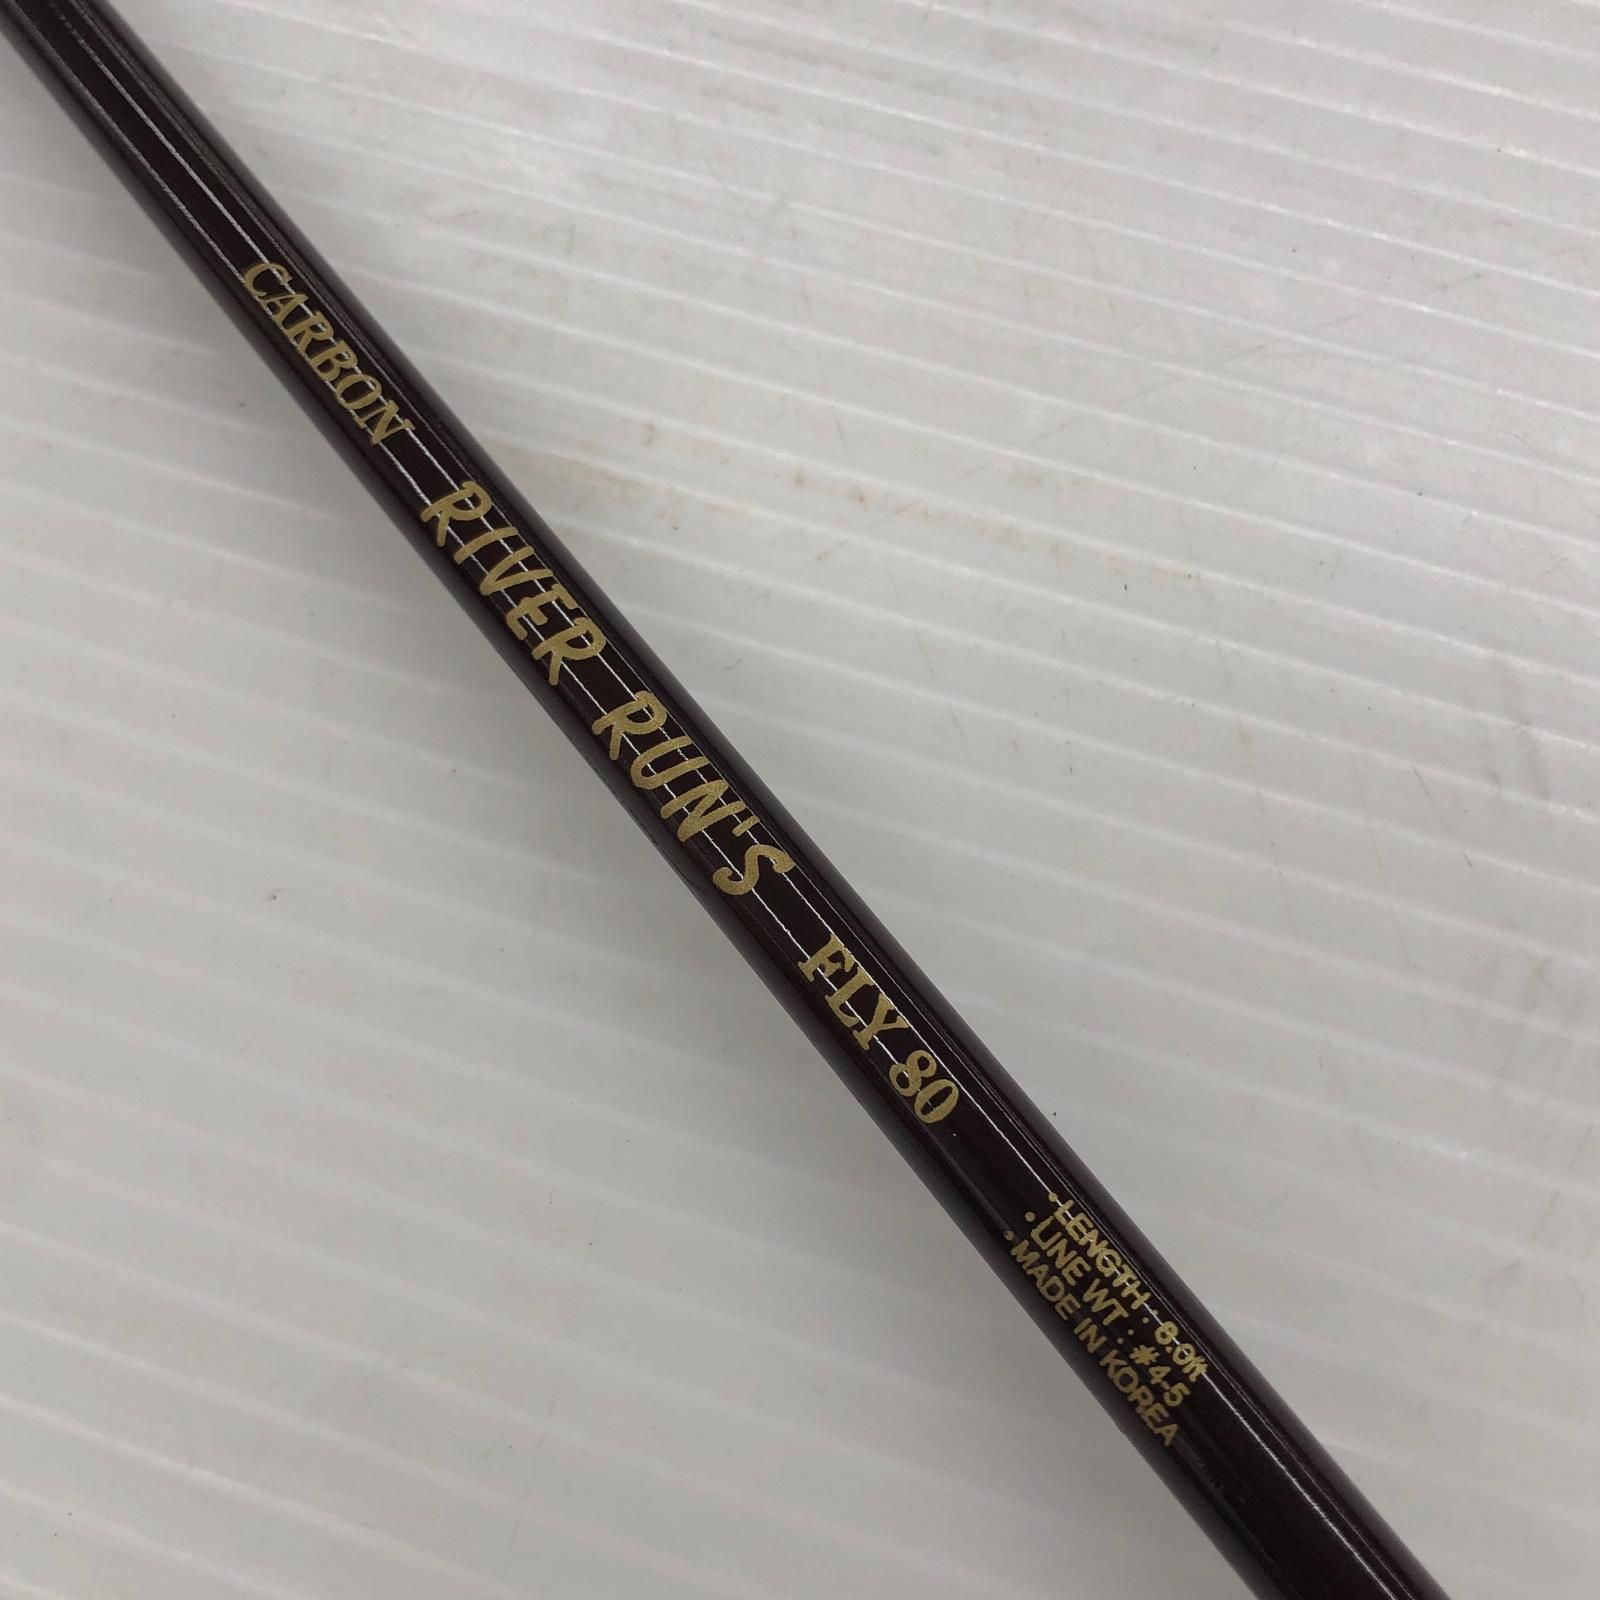 CARBON RIVER RUN'S FLY 80
• LENGTH : 8.0ft
• LINE WT : #4-5
• MADE IN KOREA